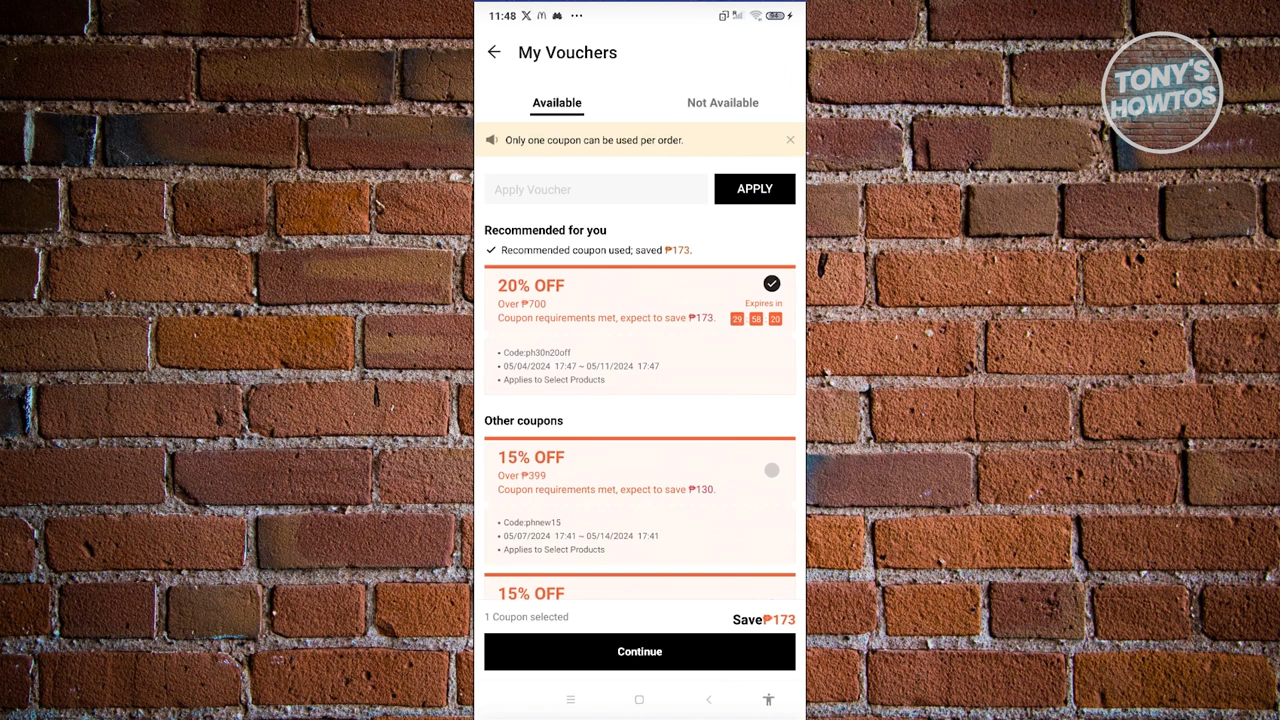 11:48
84
My Vouchers
TONY'S
HOWTOS
Available
Not Available
Only one coupon can be used per order.
Apply Voucher
APPLY
Recommended for you
Recommended coupon used; saved ₱173.
20% OFF
Over ₱700
Expires in
Coupon requirements met, expect to save ₱173.
29 : 58 : 20
• Code:ph30n20off
• 05/04/2024 17:47 ~ 05/11/2024 17:47
• Applies to Select Products
Other coupons
15% OFF
Over ₱399
Coupon requirements met, expect to save ₱130.
• Code:phnew15
• 05/07/2024 17:41 ~ 05/14/2024 17:41
• Applies to Select Products
15% OFF
1 Coupon selected
Save₱173
Continue